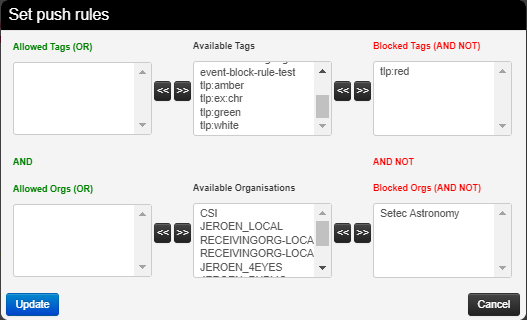 Set push rules
Allowed Tags (OR)
Available Tags
Blocked Tags (AND NOT)
event-block-rule-test
tlp:amber
tlp:ex:chr
tlp:green
tlp:white
<< >>
<< >>
tlp:red
AND
AND NOT
Allowed Orgs (OR)
Available Organisations
Blocked Orgs (AND NOT)
CSI
JEROEN_LOCAL
RECEIVINGORG-LOCA
RECEIVINGORG-LOCA
JEROEN_4EYES
<< >>
<< >>
Setec Astronomy
Update
Cancel